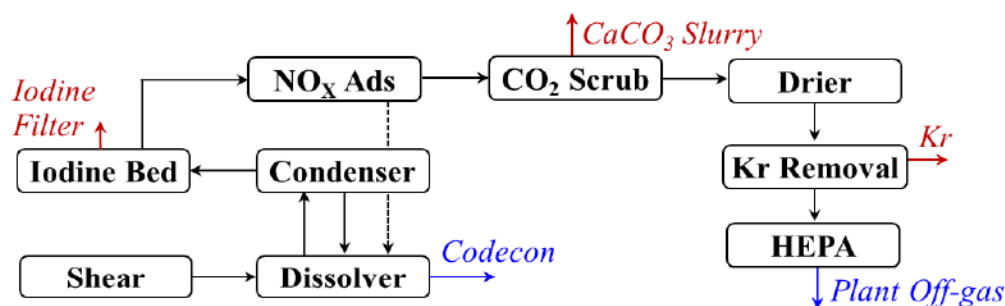 CaCO₃ Slurry
NOX Ads
CO₂ Scrub
Drier
Iodine
Filter
Iodine Bed
Condenser
Kr Removal
Kr
Codecon
HEPA
Shear
Dissolver
Plant Off-gas